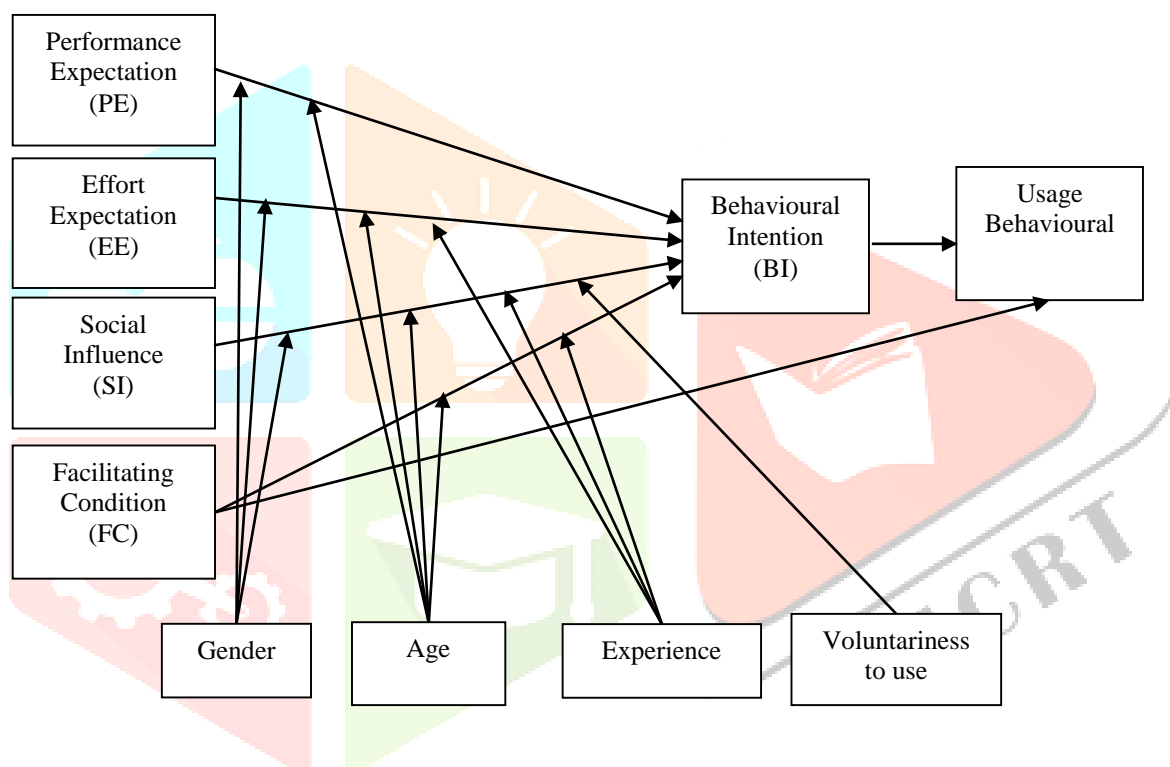 Performance
Expectation
(PE)
Effort
Expectation
(EE)
Social
Influence
(SI)
Facilitating
Condition
(FC)
Behavioural
Intention
(BI)
Usage
Behavioural
Gender
Age
Experience
Voluntariness
to use